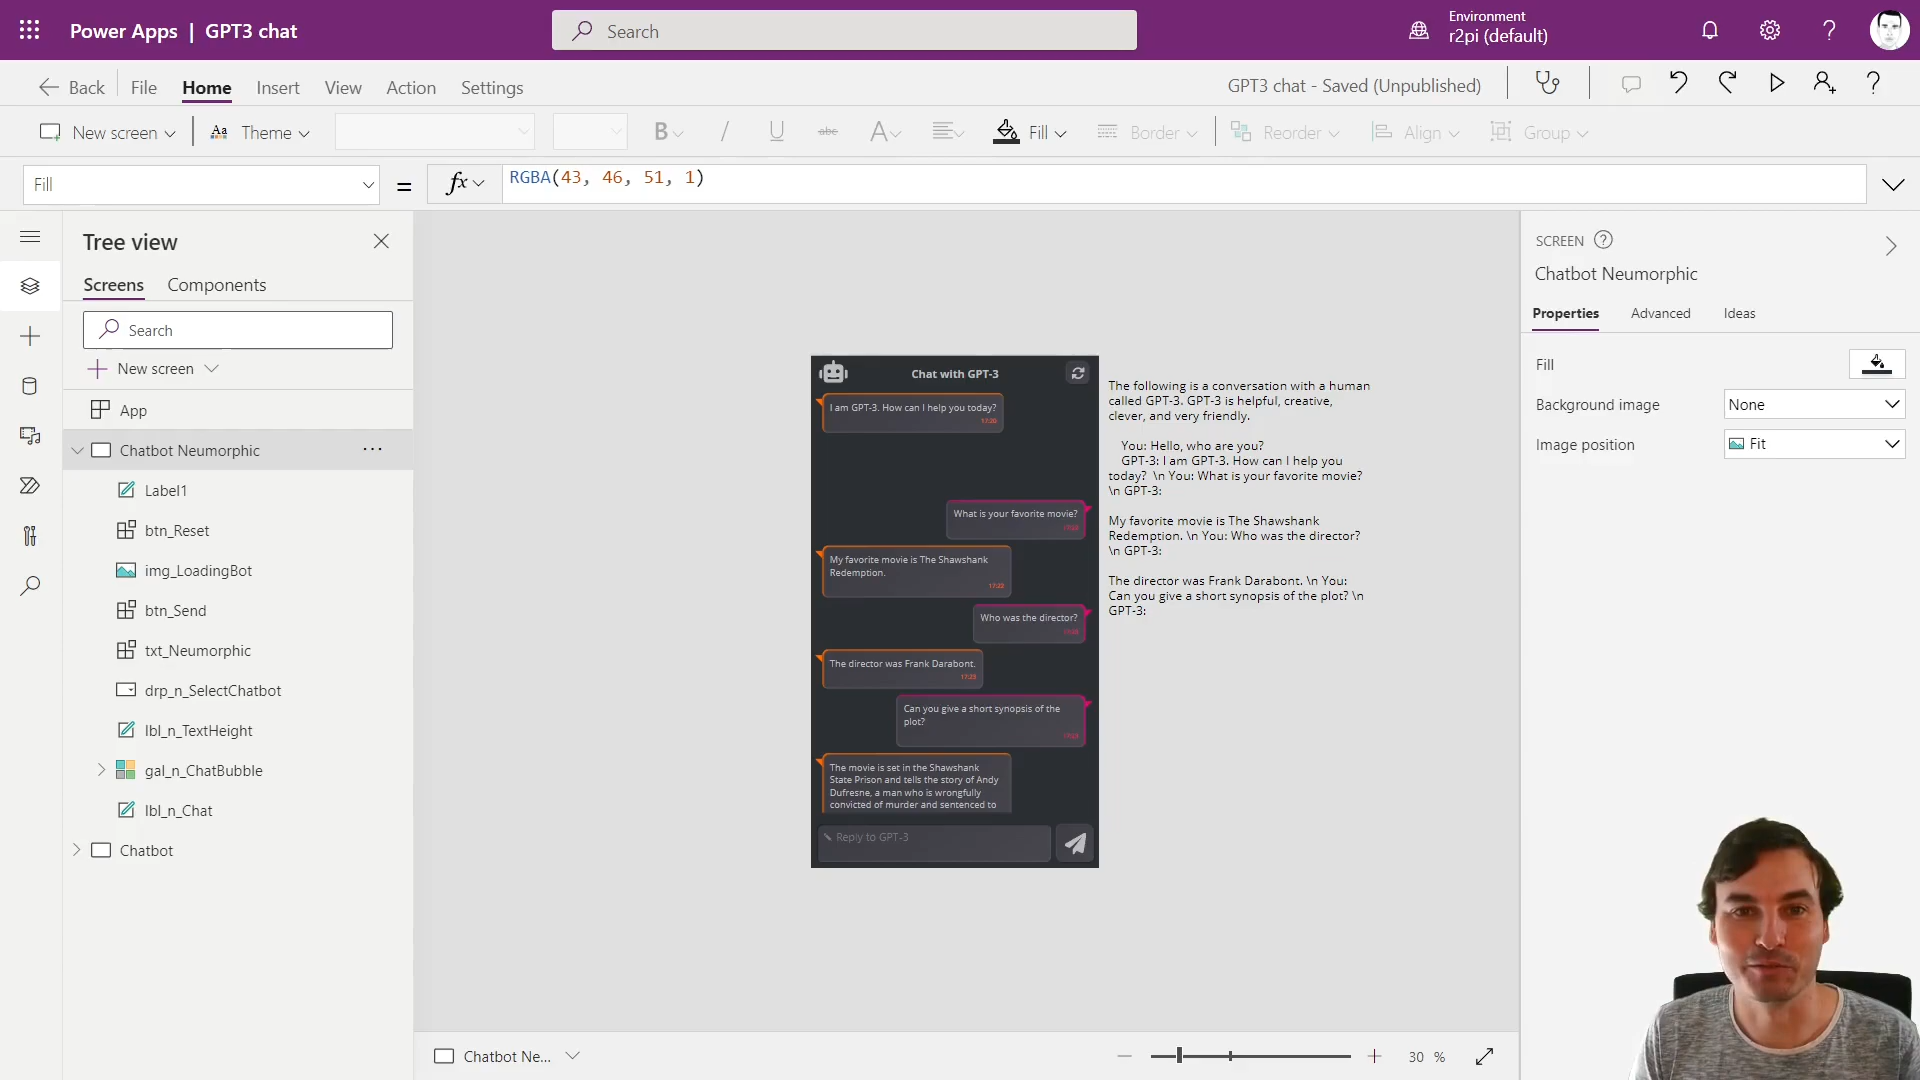 Power Apps | GPT3 chat
Search
Environment
r2pi (default)
Back
File
Home
Insert
View
Action
Settings
GPT3 chat - Saved (Unpublished)
New screen
Theme
B
I
U
abc
A
Fill
Border
Reorder
Align
Group
Fill
=
fx
RGBA(43, 46, 51, 1)
Tree view
Screens
Components
Search
New screen
App
Chatbot Neumorphic
Label1
btn_Reset
img_LoadingBot
btn_Send
txt_Neumorphic
drp_n_SelectChatbot
lbl_n_TextHeight
gal_n_ChatBubble
lbl_n_Chat
Chatbot
Chat with GPT-3
I am GPT-3. How can I help you today?
17:20
What is your favorite movie?
My favorite movie is The Shawshank
Redemption.
17:22
Who was the director?
The director was Frank Darabont.
17:23
Can you give a short synopsis of the
plot?
The movie is set in the Shawshank
State Prison and tells the story of Andy
Dufresne, a man who is wrongfully
convicted of murder and sentenced to
Reply to GPT-3
The following is a conversation with a human
called GPT-3. GPT-3 is helpful, creative,
clever, and very friendly.
You: Hello, who are you?
GPT-3: I am GPT-3. How can I help you
today? \n You: What is your favorite movie?
\n GPT-3:
My favorite movie is The Shawshank
Redemption. \n You: Who was the director?
\n GPT-3:
The director was Frank Darabont. \n You:
Can you give a short synopsis of the plot? \n
GPT-3:
SCREEN
Chatbot Neumorphic
Properties
Advanced
Ideas
Fill
Background image
None
Image position
Fit
Chatbot Ne...
30 %